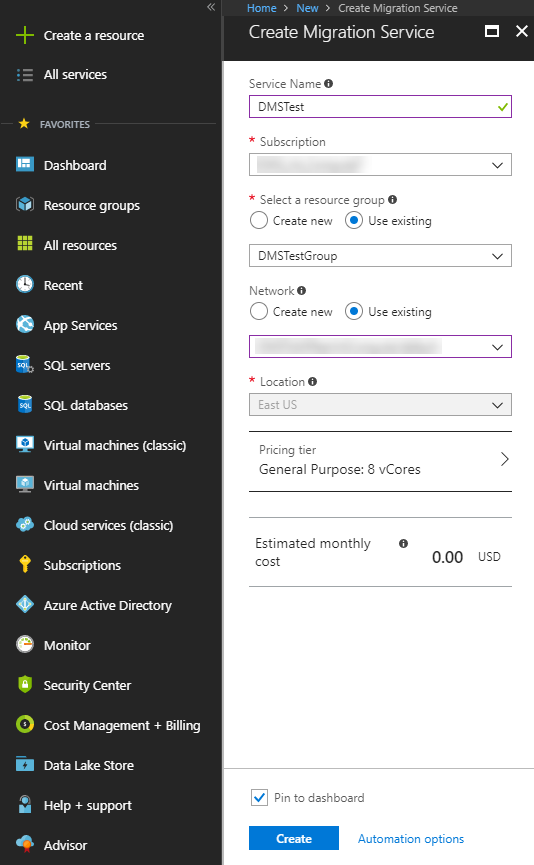 Create a resource
All services
FAVORITES
Dashboard
Resource groups
All resources
Recent
App Services
SQL servers
SQL databases
Virtual machines (classic)
Virtual machines
Cloud services (classic)
Subscriptions
Azure Active Directory
Monitor
Security Center
Cost Management + Billing
Data Lake Store
Help + support
Advisor
Home > New > Create Migration Service
Create Migration Service
Service Name
DMSTest
* Subscription
* Select a resource group
Create new Use existing
DMSTestGroup
Network
Create new Use existing
* Location
East US
Pricing tier
General Purpose: 8 vCores
Estimated monthly
cost
0.00 USD
Pin to dashboard
Create Automation options